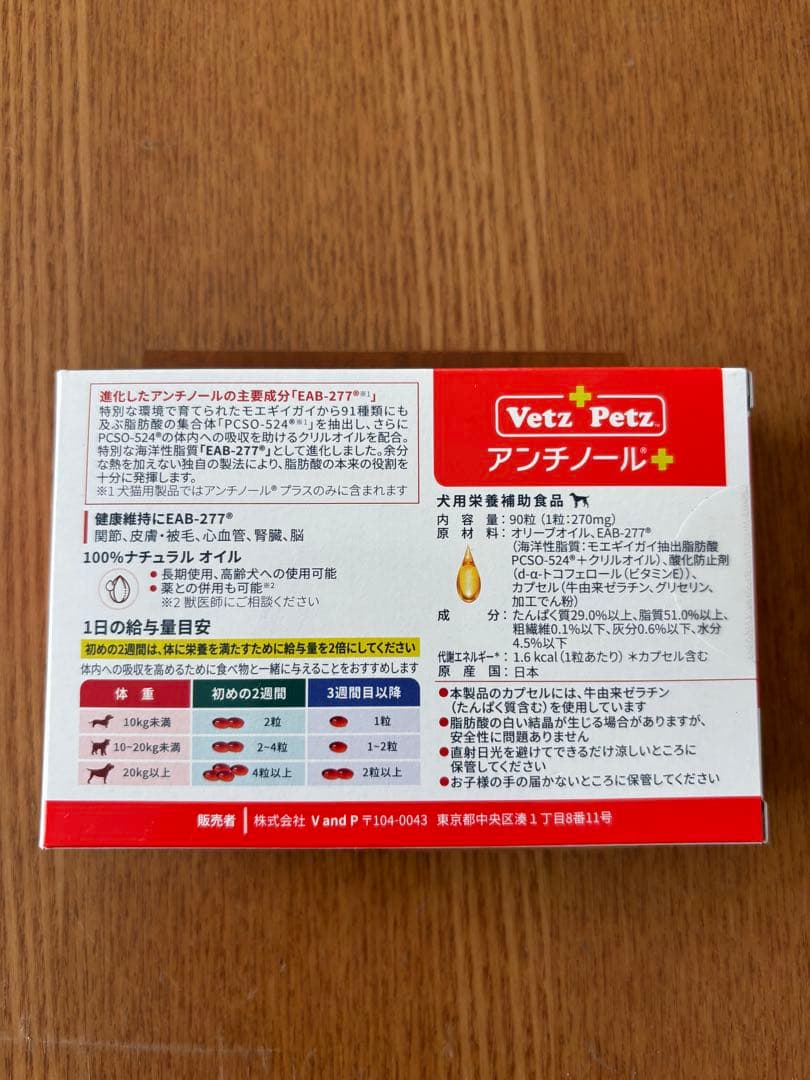 進化したアンチノールの主要成分「EAB-277®※1」
特別な環境で育てられたモエギイガイから91種類にも
及ぶ脂肪酸の集合体「PCSO-524®※1」を抽出し、さらに
PCSO-524®の体内への吸収を助けるクリルオイルを配合。
特別な海洋性脂質「EAB-277®」として進化しました。余分
な熱を加えない独自の製法により、脂肪酸の本来の役割を
十分に発揮します。
※1 犬猫用製品ではアンチノール® プラスのみに含まれます
健康維持にEAB-277®
関節、皮膚・被毛、心血管、腎臓、脳
100%ナチュラル オイル
●長期使用、高齢犬への使用可能
●薬との併用も可能※2
※2 獣医師にご相談ください
1日の給与量目安
初めの2週間は、体に栄養を満たすために給与量を2倍にしてください
体内への吸収を高めるために食べ物と一緒に与えることをおすすめします
体 重 初めの2週間 3週間目以降
10kg未満 2粒 1粒
10~20kg未満 2~4粒 1~2粒
20kg以上 4粒以上 2粒以上
Vetz Petz™
アンチノール®+
犬用栄養補助食品
内容量:90粒(1粒:270mg)
原材料:オリーブオイル、EAB-277®
(海洋性脂質:モエギイガイ抽出脂肪酸
PCSO-524®+クリルオイル)、酸化防止剤
(d-α-トコフェロール(ビタミンE))、
カプセル(牛由来ゼラチン、グリセリン、
加工でん粉)
成分:たんぱく質29.0%以上、脂質51.0%以上、
粗繊維0.1%以下、灰分0.6%以下、水分
4.5%以下
代謝エネルギー*:1.6 kcal(1粒あたり)*カプセル含む
原産国:日本
●本製品のカプセルには、牛由来ゼラチン
(たんぱく質含む)を使用しています
●脂肪酸の白い結晶が生じる場合がありますが、
安全性に問題ありません
●直射日光を避けてできるだけ涼しいところに
保管してください
●お子様の手の届かないところに保管してください
販売者 株式会社 V and P 〒104-0043 東京都中央区湊1丁目8番11号